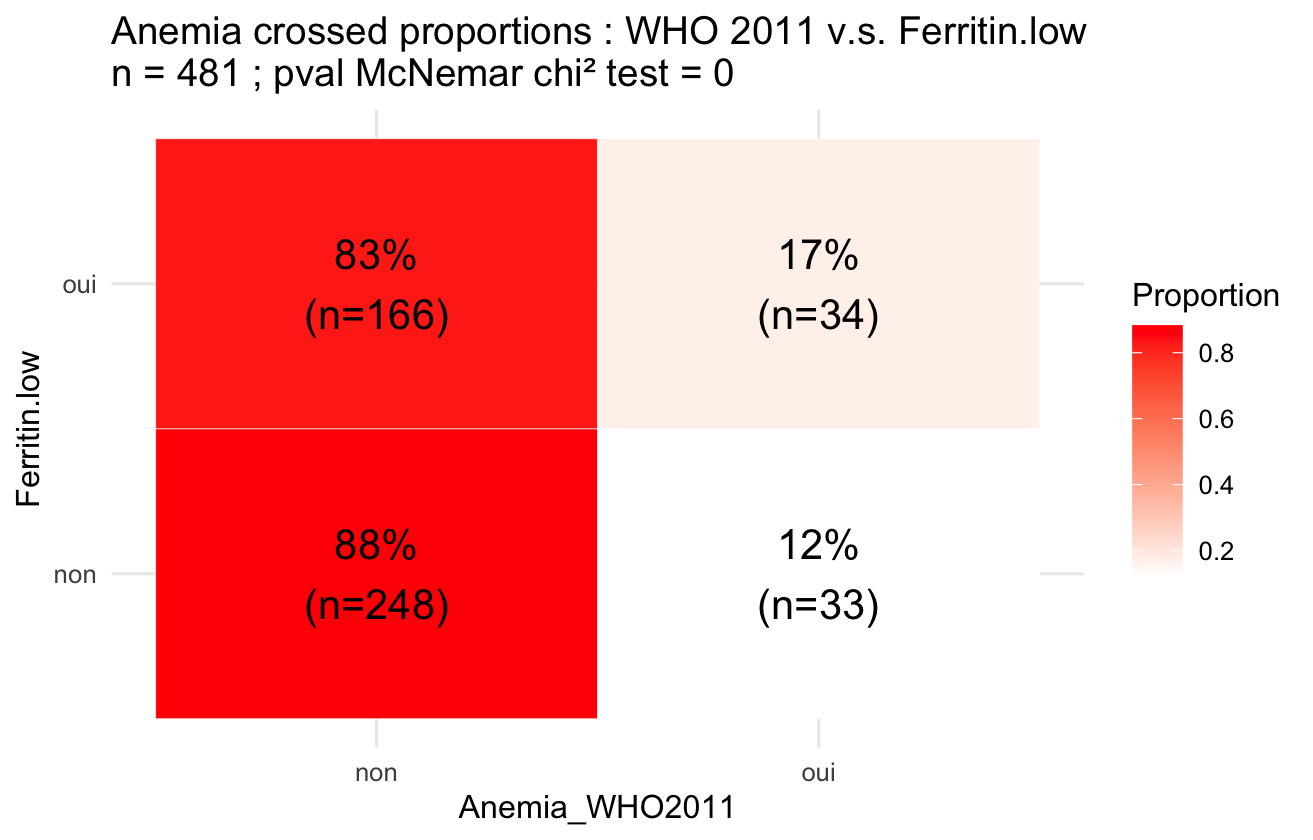 Anemia crossed proportions : WHO 2011 v.s. Ferritin.low
n = 481 ; pval McNemar chi² test = 0
83%
(n=166)
17%
(n=34)
88%
(n=248)
12%
(n=33)
oui
non
Ferritin.low
non
oui
Anemia_WHO2011
Proportion
0.8
0.6
0.4
0.2